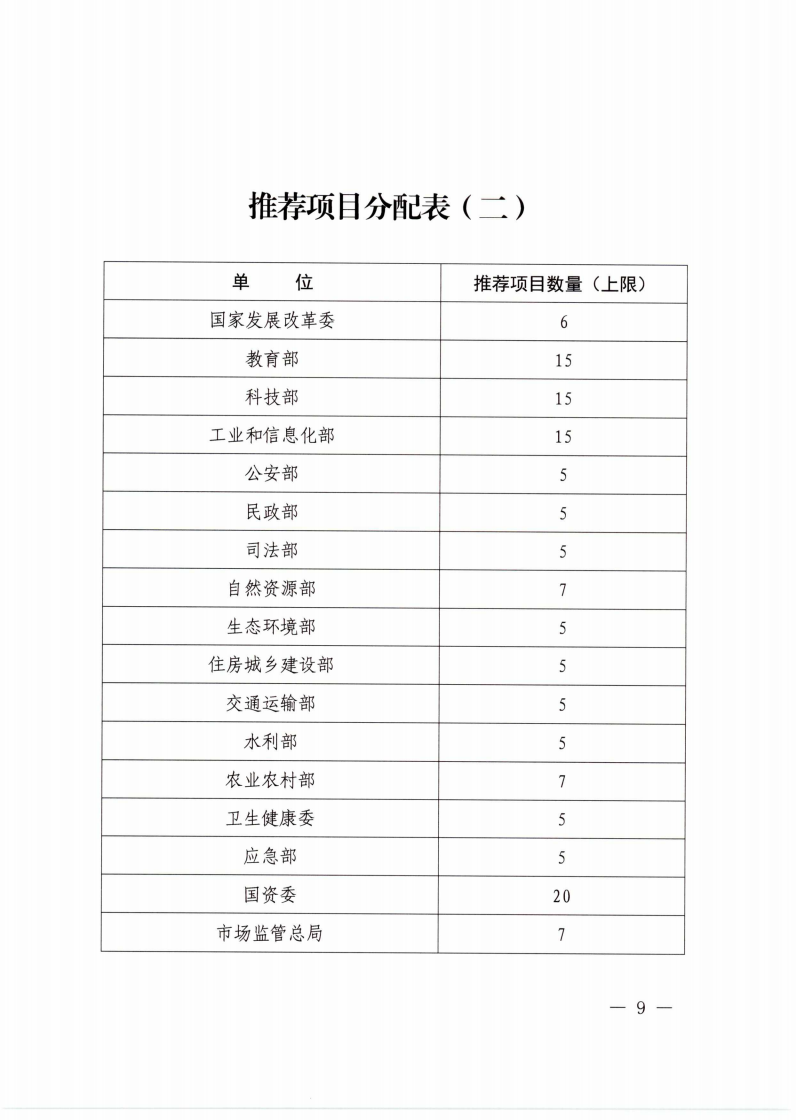 推荐项目分配表（二）
单 位 推荐项目数量（上限）
国家发展改革委 6
教育部 15
科技部 15
工业和信息化部 15
公安部 5
民政部 5
司法部 5
自然资源部 7
生态环境部 5
住房城乡建设部 5
交通运输部 5
水利部 5
农业农村部 7
卫生健康委 5
应急部 5
国资委 20
市场监管总局 7
— 9 —